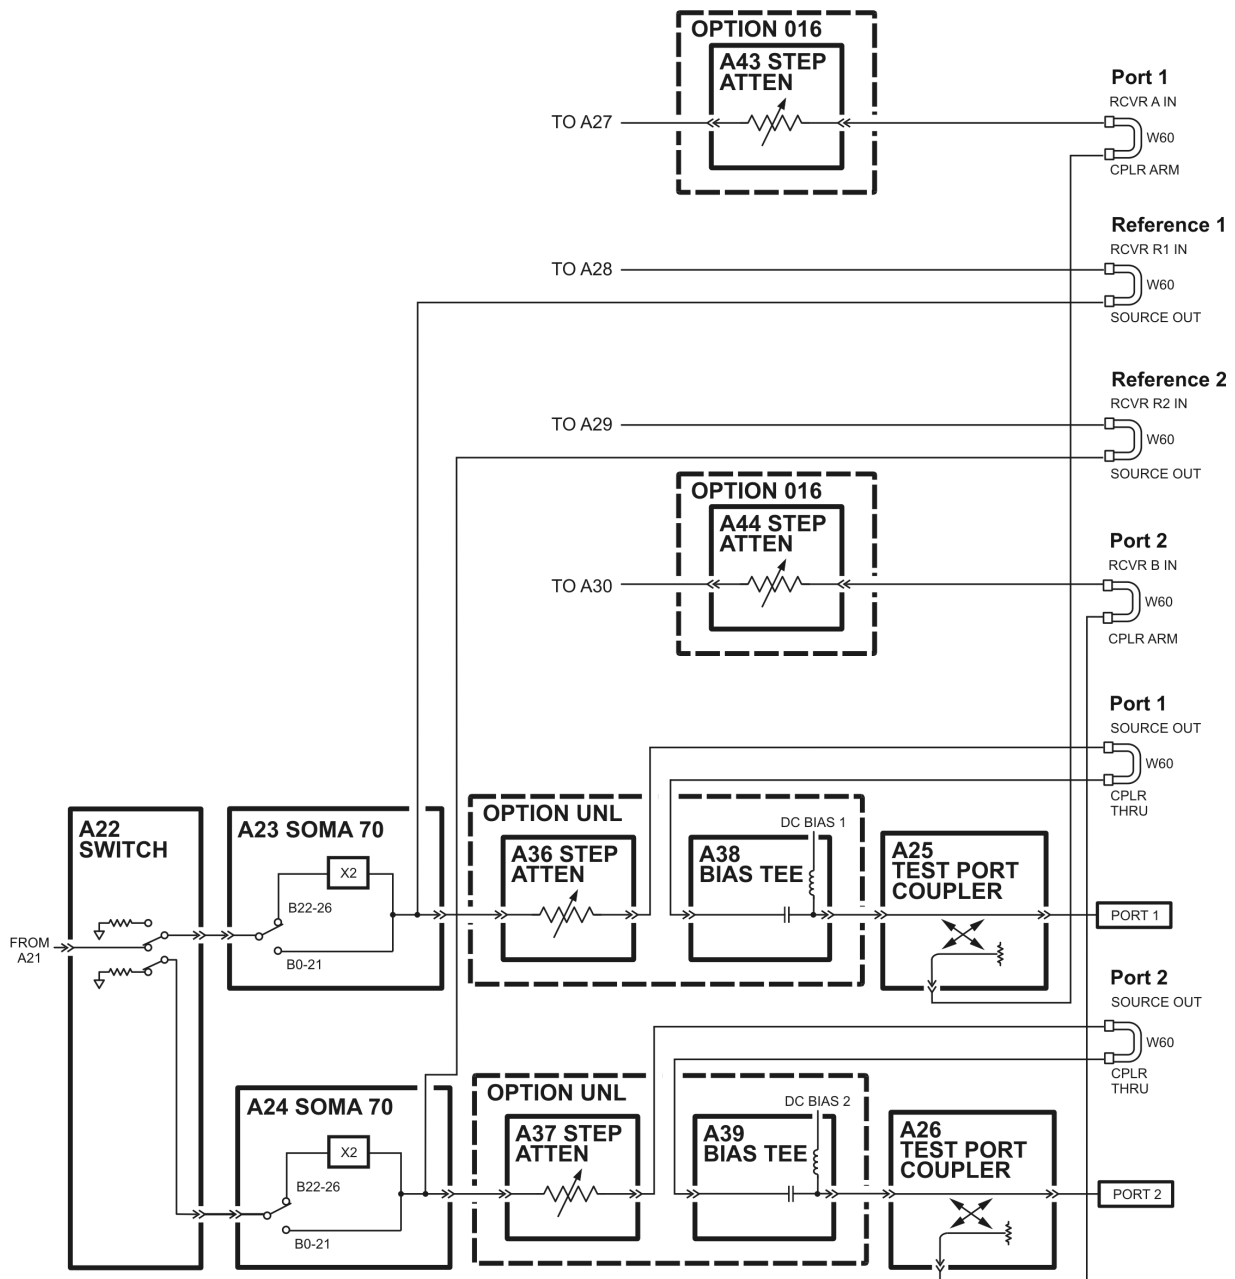 OPTION 016
A43 STEP
ATTEN
TO A27
Port 1
RCVR A IN
W60
CPLR ARM
Reference 1
RCVR R1 IN
TO A28
W60
SOURCE OUT
Reference 2
RCVR R2 IN
TO A29
W60
SOURCE OUT
OPTION 016
A44 STEP
ATTEN
TO A30
Port 2
RCVR B IN
W60
CPLR ARM
Port 1
SOURCE OUT
W60
CPLR
THRU
A22
SWITCH
FROM
A21
A23 SOMA 70
X2
B22-26
B0-21
OPTION UNL
A36 STEP
ATTEN
DC BIAS 1
A38
BIAS TEE
A25
TEST PORT
COUPLER
PORT 1
Port 2
SOURCE OUT
W60
CPLR
THRU
A24 SOMA 70
X2
B22-26
B0-21
OPTION UNL
A37 STEP
ATTEN
DC BIAS 2
A39
BIAS TEE
A26
TEST PORT
COUPLER
PORT 2